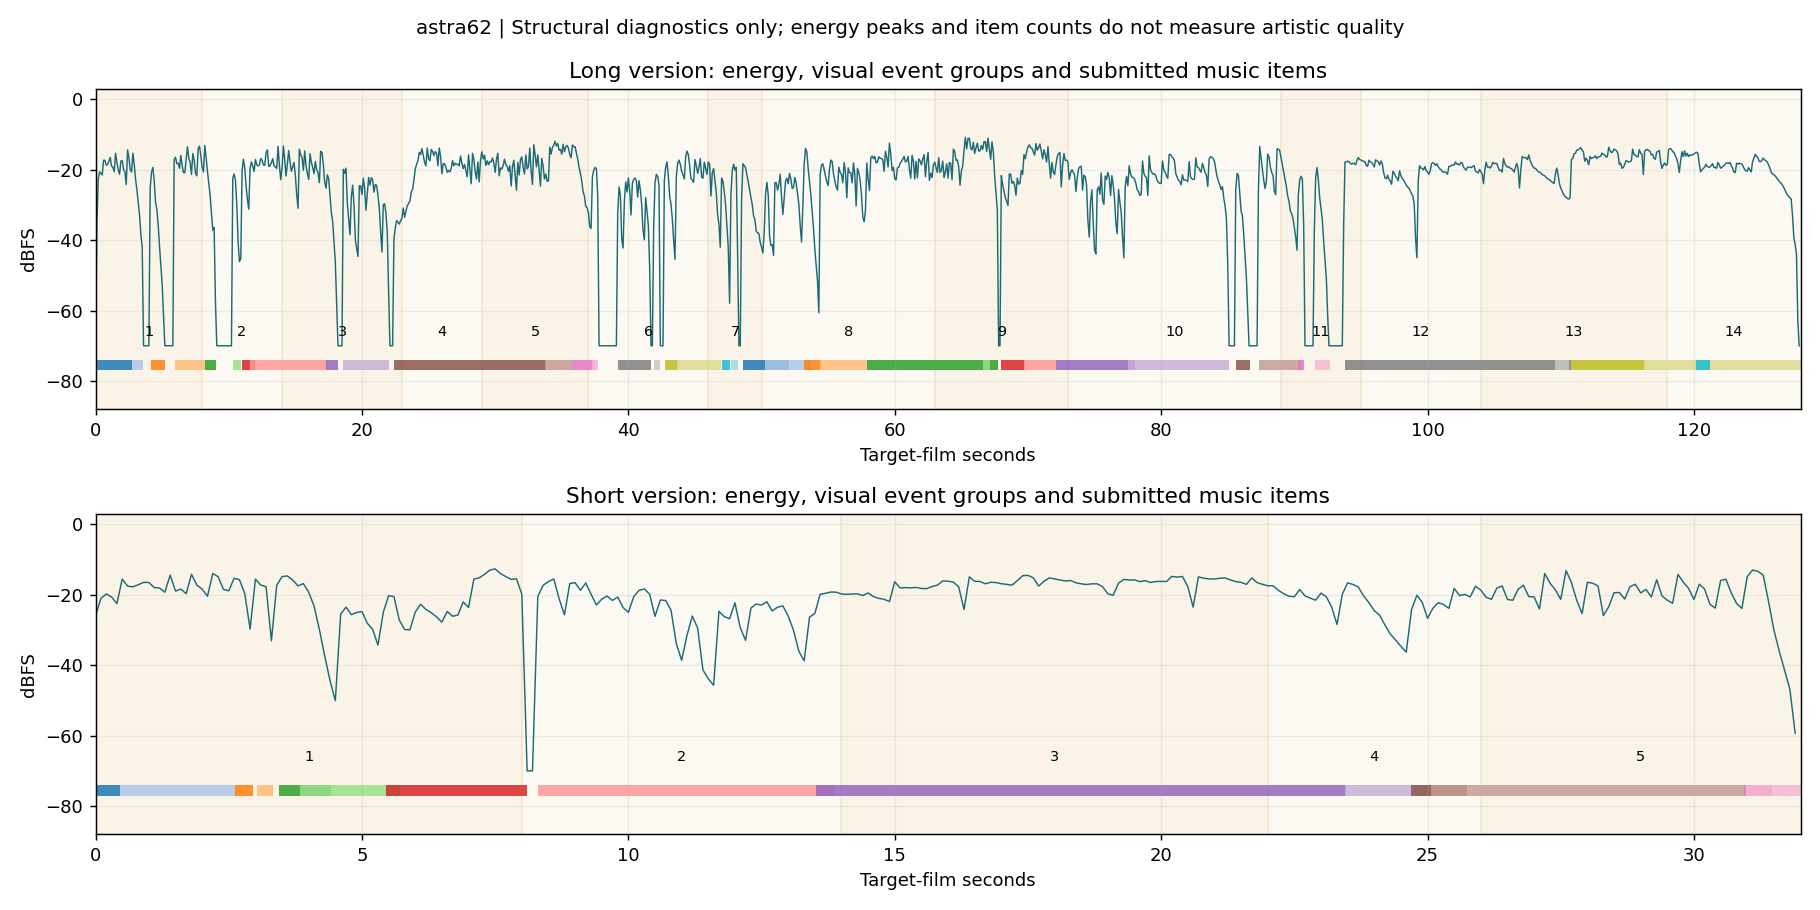 astra62 | Structural diagnostics only; energy peaks and item counts do not measure artistic quality
Long version: energy, visual event groups and submitted music items
0
−20
−40
−60
−80
dBFS
1 2 3 4 5 6 7 8 9 10 11 12 13 14
0 20 40 60 80 100 120
Target-film seconds
Short version: energy, visual event groups and submitted music items
0
−20
−40
−60
−80
dBFS
1 2 3 4 5
0 5 10 15 20 25 30
Target-film seconds